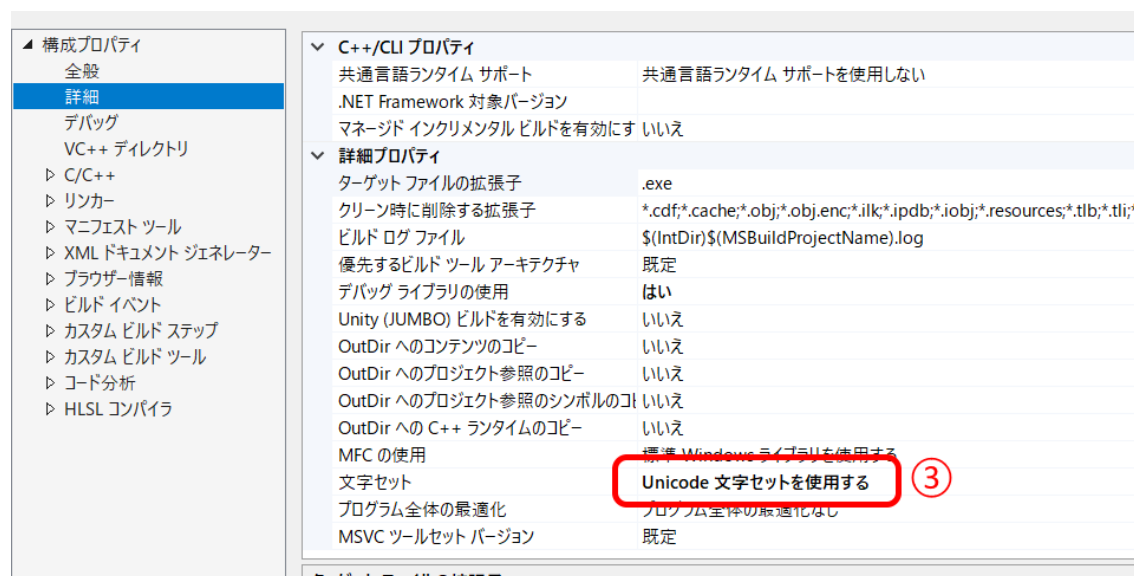 構成プロパティ
全般
詳細
デバッグ
VC++ ディレクトリ
C/C++
リンカー
マニフェスト ツール
XML ドキュメント ジェネレーター
ブラウザー情報
ビルド イベント
カスタム ビルド ステップ
カスタム ビルド ツール
コード分析
HLSL コンパイラ
C++/CLI プロパティ
共通言語ランタイム サポート 共通言語ランタイム サポートを使用しない
.NET Framework 対象バージョン
マネージド インクリメンタル ビルドを有効にす いいえ
詳細プロパティ
ターゲット ファイルの拡張子 .exe
クリーン時に削除する拡張子 *.cdf;*.cache;*.obj;*.obj.enc;*.ilk;*.ipdb;*.iobj;*.resources;*.tlb;*.tli;*
ビルド ログ ファイル $(IntDir)$(MSBuildProjectName).log
優先するビルド ツール アーキテクチャ 既定
デバッグ ライブラリの使用 はい
Unity (JUMBO) ビルドを有効にする いいえ
OutDir へのコンテンツのコピー いいえ
OutDir へのプロジェクト参照のコピー いいえ
OutDir へのプロジェクト参照のシンボルのコピ いいえ
OutDir への C++ ランタイムのコピー いいえ
MFC の使用 標準 Windows ライブラリを使用する
文字セット Unicode 文字セットを使用する ③
プログラム全体の最適化 プログラム全体の最適化なし
MSVC ツールセット バージョン 既定